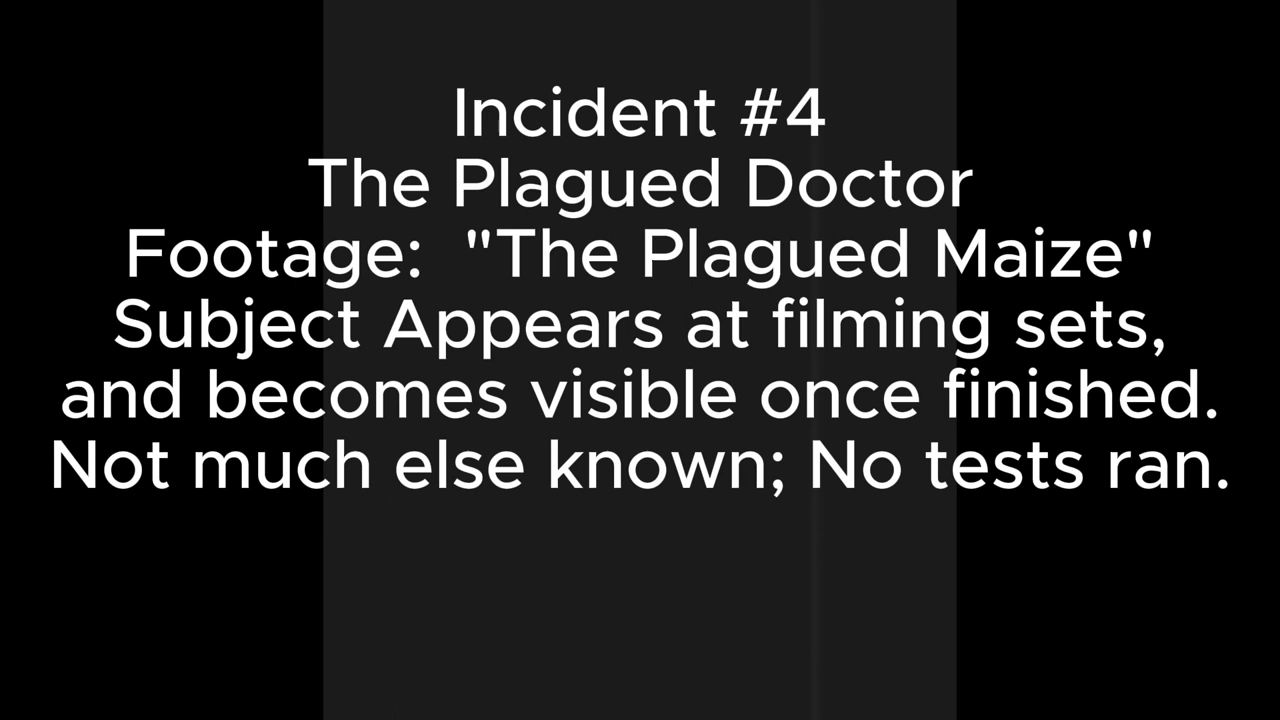 Incident #4
The Plagued Doctor
Footage:  "The Plagued Maize"
Subject Appears at filming sets,
and becomes visible once finished.
Not much else known; No tests ran.